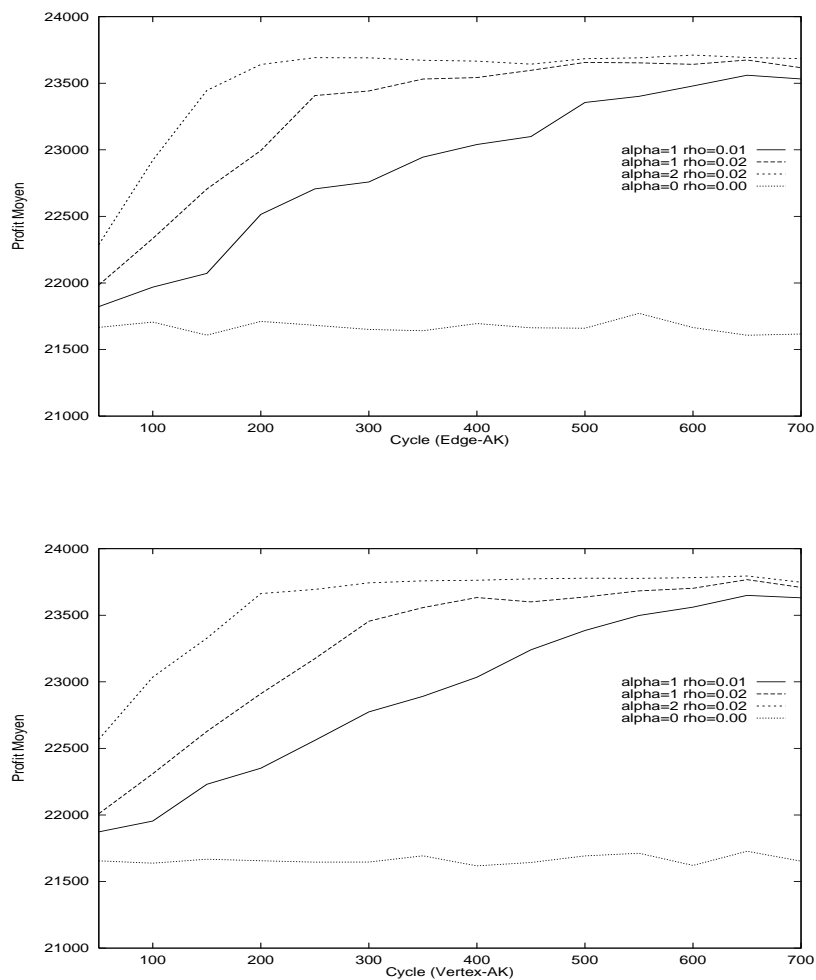 24000
23500
23000
22500
22000
21500
21000
Profit Moyen
alpha=1 rho=0.01
alpha=1 rho=0.02
alpha=2 rho=0.02
alpha=0 rho=0.00
100 200 300 400 500 600 700
Cycle (Edge-AK)
24000
23500
23000
22500
22000
21500
21000
Profit Moyen
alpha=1 rho=0.01
alpha=1 rho=0.02
alpha=2 rho=0.02
alpha=0 rho=0.00
100 200 300 400 500 600 700
Cycle (Vertex-AK)